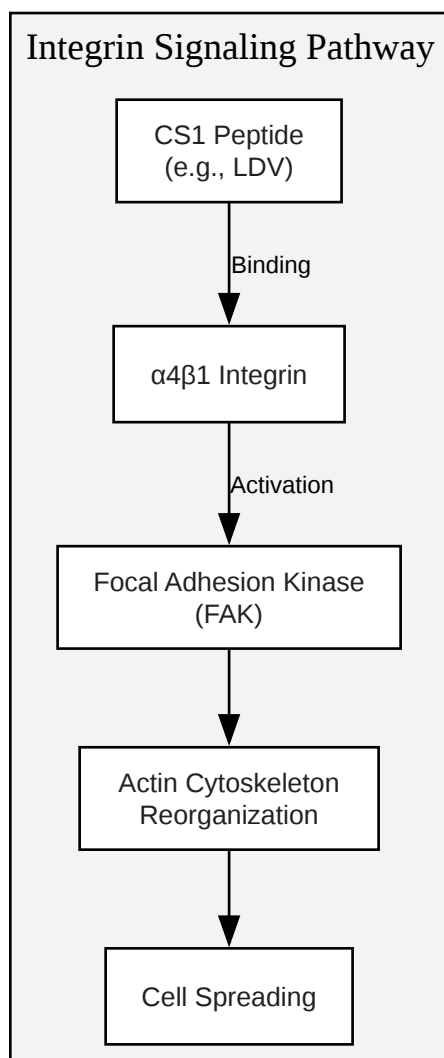 Integrin Signaling Pathway
CS1 Peptide
(e.g., LDV)
Binding
α4β1 Integrin
Activation
Focal Adhesion Kinase
(FAK)
Actin Cytoskeleton
Reorganization
Cell Spreading